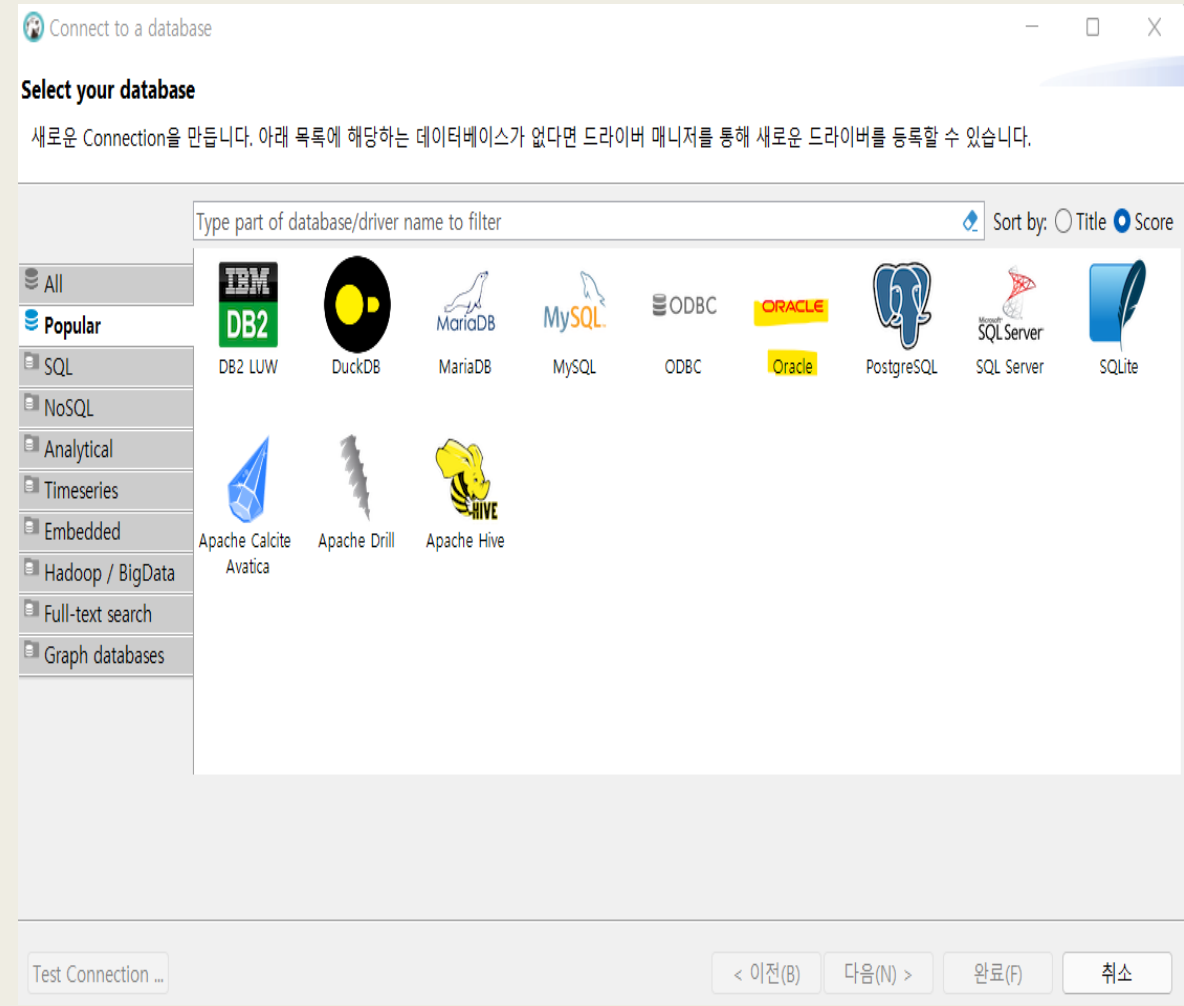 Connect to a database
Select your database
새로운 Connection을 만듭니다. 아래 목록에 해당하는 데이터베이스가 없다면 드라이버 매니저를 통해 새로운 드라이버를 등록할 수 있습니다.
Type part of database/driver name to filter
Sort by: Title Score
All
Popular
SQL
NoSQL
Analytical
Timeseries
Embedded
Hadoop / BigData
Full-text search
Graph databases
IBM
DB2
DB2 LUW
DuckDB
MariaDB
MariaDB
MySQL
MySQL
ODBC
ODBC
ORACLE
Oracle
PostgreSQL
Microsoft
SQL Server
SQL Server
SQLite
Apache Calcite
Avatica
Apache Drill
HIVE
Apache Hive
Test Connection ...
< 이전(B)
다음(N) >
완료(F)
취소